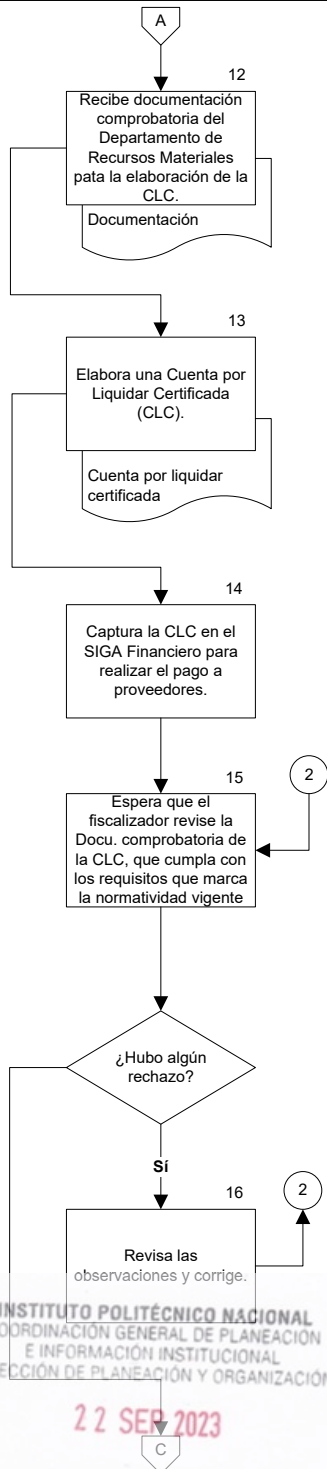 A
12
Recibe documentación
comprobatoria del
Departamento de
Recursos Materiales
pata la elaboración de la
CLC.
Documentación
13
Elabora una Cuenta por
Liquidar Certificada
(CLC).
Cuenta por liquidar
certificada
14
Captura la CLC en el
SIGA Financiero para
realizar el pago a
proveedores.
15
2
Espera que el
fiscalizador revise la
Docu. comprobatoria de
la CLC, que cumpla con
los requisitos que marca
la normatividad vigente
¿Hubo algún
rechazo?
Sí
16
2
Revisa las
observaciones y corrige.
INSTITUTO POLITÉCNICO NACIONAL
COORDINACIÓN GENERAL DE PLANEACIÓN
E INFORMACIÓN INSTITUCIONAL
DE PLANEACIÓN Y ORGANIZACIÓN
22 SEP 2023
C